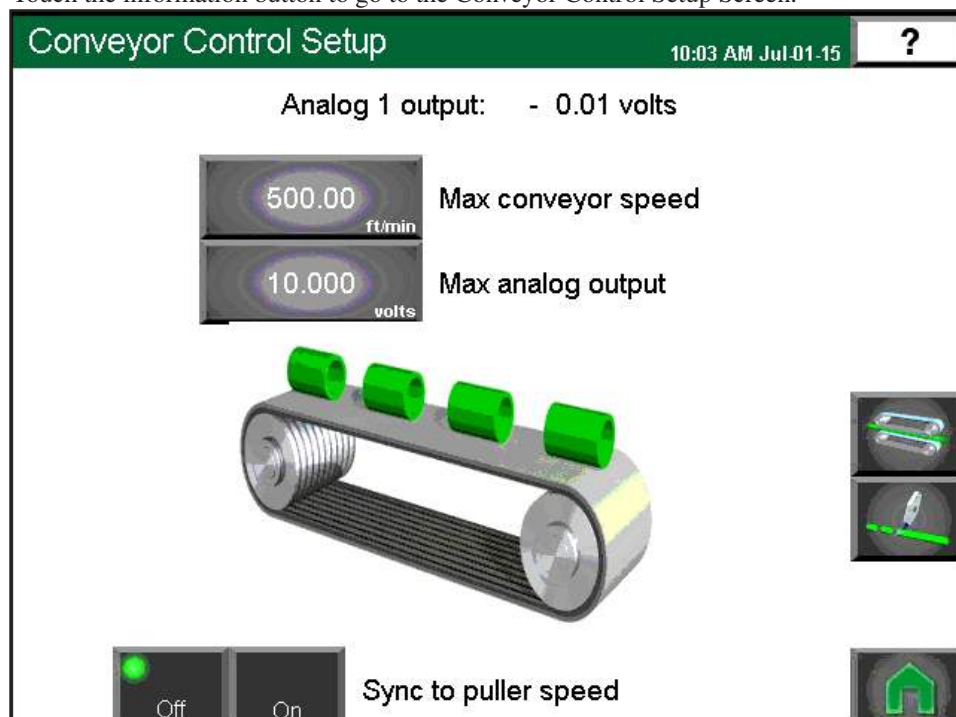 Touch the information button to go to the Conveyor Control Setup Screen.
Conveyor Control Setup
10:03 AM Jul-01-15
?
Analog 1 output: - 0.01 volts
500.00
ft/min
Max conveyor speed
10.000
volts
Max analog output
Off
On
Sync to puller speed